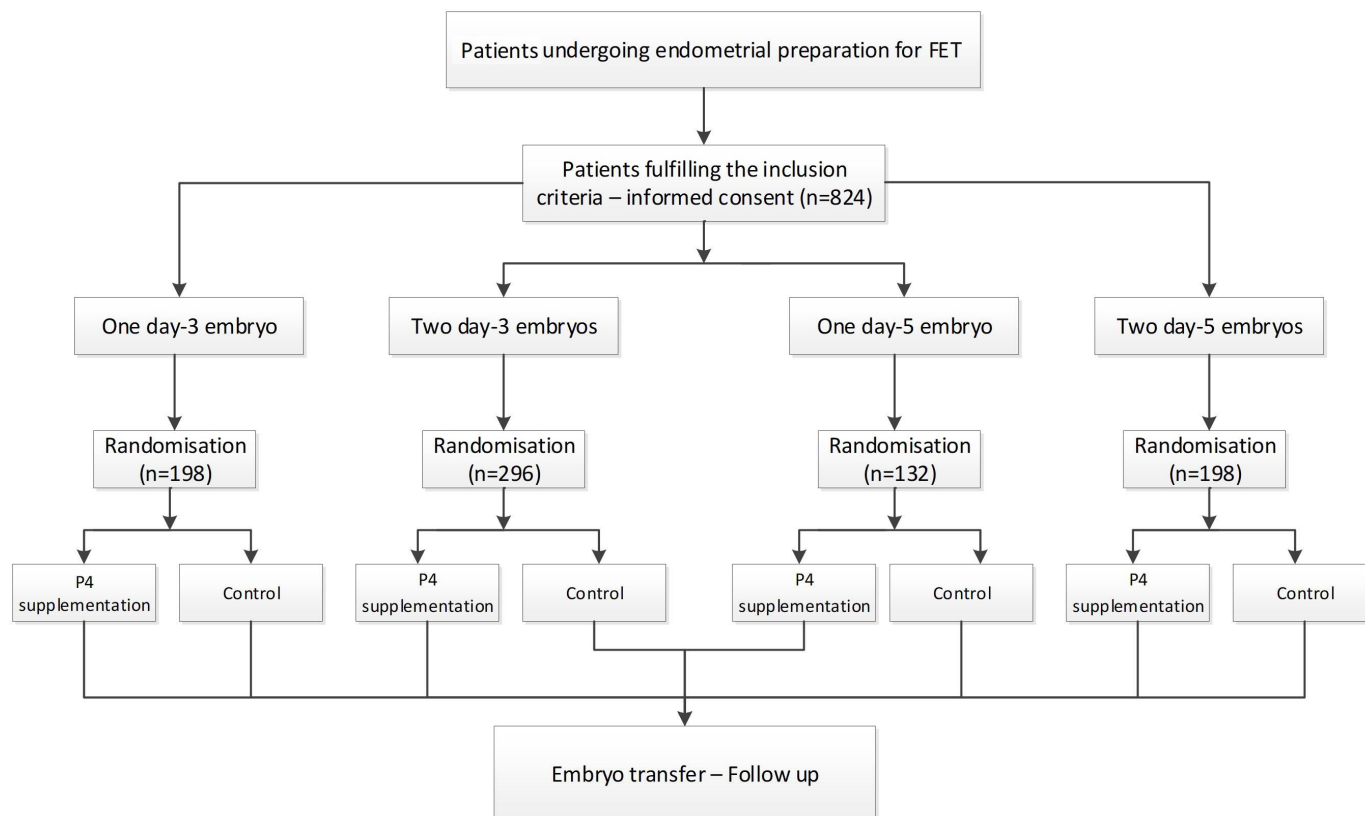 Patients undergoing endometrial preparation for FET
Patients fulfilling the inclusion
criteria – informed consent (n=824)
One day-3 embryo
Two day-3 embryos
One day-5 embryo
Two day-5 embryos
Randomisation
(n=198)
Randomisation
(n=296)
Randomisation
(n=132)
Randomisation
(n=198)
P4
supplementation
Control
P4
supplementation
Control
P4
supplementation
Control
P4
supplementation
Control
Embryo transfer – Follow up